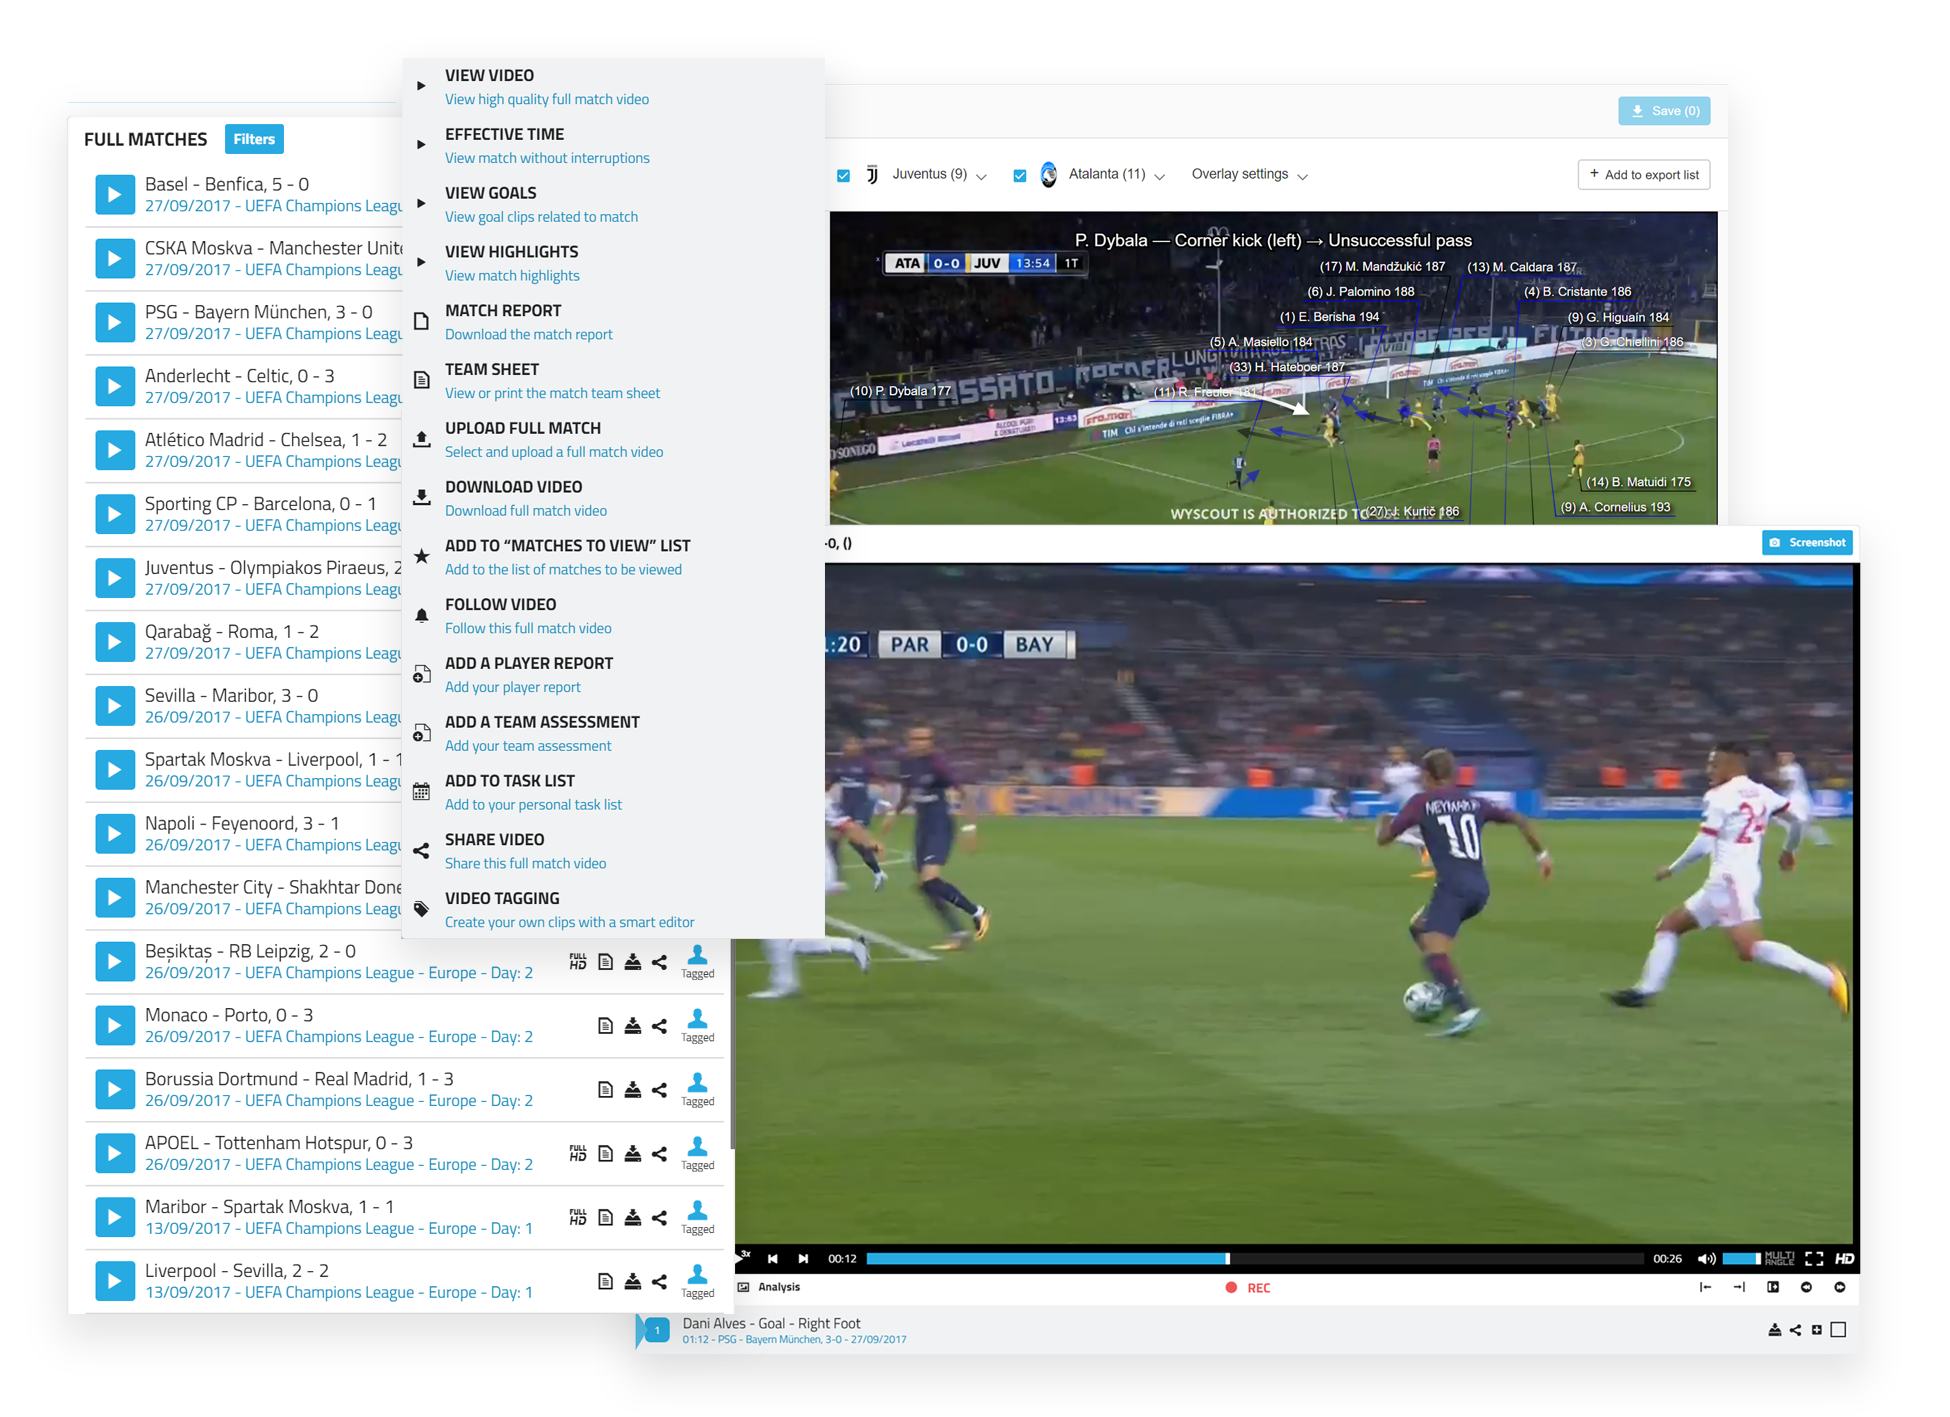 FULL MATCHES
Filters
Basel - Benfica, 5 - 0
27/09/2017 - UEFA Champions Leagu
CSKA Moskva - Manchester Unite
27/09/2017 - UEFA Champions Leagu
PSG - Bayern München, 3 - 0
27/09/2017 - UEFA Champions Leagu
Anderlecht - Celtic, 0 - 3
27/09/2017 - UEFA Champions Leagu
Atlético Madrid - Chelsea, 1 - 2
27/09/2017 - UEFA Champions Leagu
Sporting CP - Barcelona, 0 - 1
27/09/2017 - UEFA Champions Leagu
Juventus - Olympiakos Piraeus, 2
27/09/2017 - UEFA Champions Leagu
Qarabağ - Roma, 1 - 2
27/09/2017 - UEFA Champions Leagu
Sevilla - Maribor, 3 - 0
26/09/2017 - UEFA Champions Leagu
Spartak Moskva - Liverpool, 1 - 1
26/09/2017 - UEFA Champions Leagu
Napoli - Feyenoord, 3 - 1
26/09/2017 - UEFA Champions Leagu
Manchester City - Shakhtar Done
26/09/2017 - UEFA Champions Leagu
Beşiktaş - RB Leipzig, 2 - 0
26/09/2017 - UEFA Champions League - Europe - Day: 2
FULL HD
Tagged
Monaco - Porto, 0 - 3
26/09/2017 - UEFA Champions League - Europe - Day: 2
Tagged
Borussia Dortmund - Real Madrid, 1 - 3
26/09/2017 - UEFA Champions League - Europe - Day: 2
Tagged
APOEL - Tottenham Hotspur, 0 - 3
26/09/2017 - UEFA Champions League - Europe - Day: 2
FULL HD
Tagged
Maribor - Spartak Moskva, 1 - 1
13/09/2017 - UEFA Champions League - Europe - Day: 1
FULL HD
Tagged
Liverpool - Sevilla, 2 - 2
13/09/2017 - UEFA Champions League - Europe - Day: 1
Tagged
VIEW VIDEO
View high quality full match video
EFFECTIVE TIME
View match without interruptions
VIEW GOALS
View goal clips related to match
VIEW HIGHLIGHTS
View match highlights
MATCH REPORT
Download the match report
TEAM SHEET
View or print the match team sheet
UPLOAD FULL MATCH
Select and upload a full match video
DOWNLOAD VIDEO
Download full match video
ADD TO “MATCHES TO VIEW” LIST
Add to the list of matches to be viewed
FOLLOW VIDEO
Follow this full match video
ADD A PLAYER REPORT
Add your player report
ADD A TEAM ASSESSMENT
Add your team assessment
ADD TO TASK LIST
Add to your personal task list
SHARE VIDEO
Share this full match video
VIDEO TAGGING
Create your own clips with a smart editor
Save (0)
Juventus (9)
Atalanta (11)
Overlay settings
+ Add to export list
P. Dybala — Corner kick (left) → Unsuccessful pass
ATA 0-0 JUV 13:54 1T
(17) M. Mandžukić 187
(13) M. Caldara 187
(6) J. Palomino 188
(4) B. Cristante 186
(1) E. Berisha 194
(9) G. Higuaín 184
(5) A. Masiello 184
(3) G. Chiellini 186
(33) H. Hateboer 187
(10) P. Dybala 177
(11) R. Freuler 181
13:53
TIM Chi s'intende di reti sceglie FIBRA+
(14) B. Matuidi 175
(9) A. Cornelius 193
(27) J. Kurtič 186
WYSCOUT IS AUTHORIZED TO
-0, ()
Screenshot
:20 PAR 0-0 BAY
NEYMAR JR
10
3x
00:12
00:26
MULTI ANGLE
HD
Analysis
REC
1
Dani Alves - Goal - Right Foot
01:12 - PSG - Bayern München, 3-0 - 27/09/2017